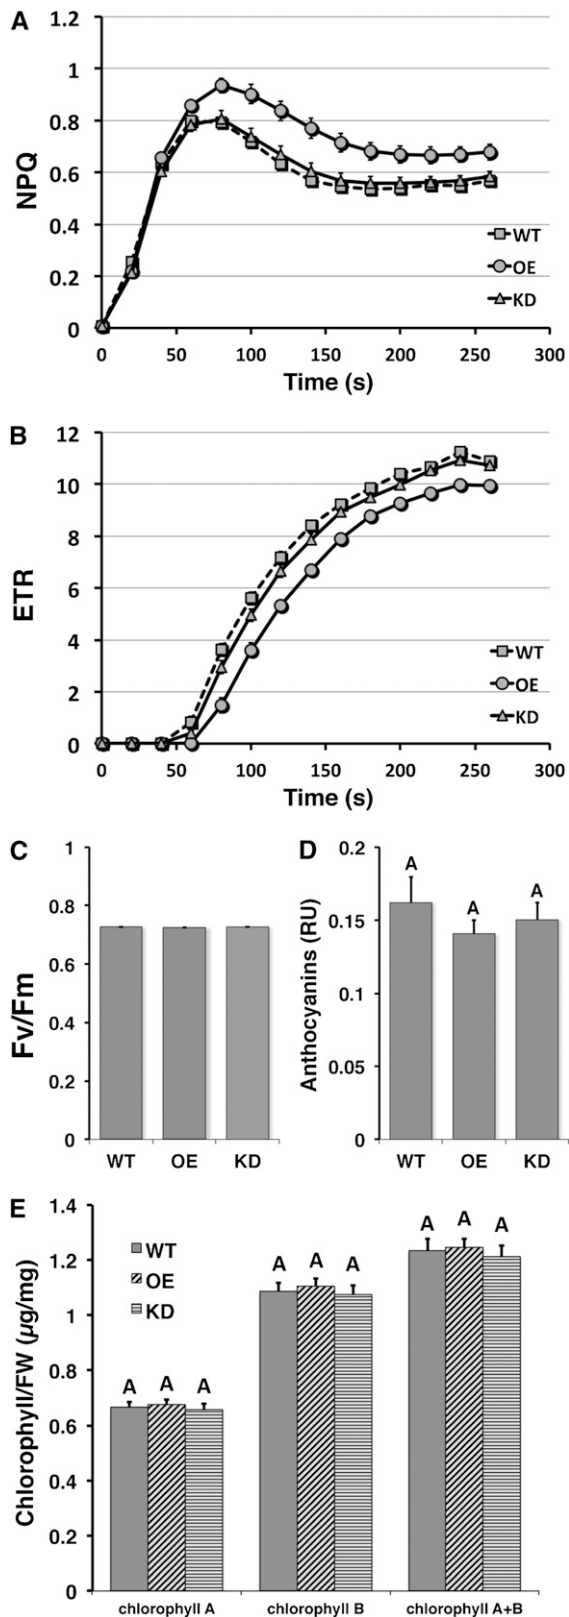 A
NPQ
1.2
1
0.8
0.6
0.4
0.2
0
WT
OE
KD
0 50 100 150 200 250 300
Time (s)
B
ETR
12
10
8
6
4
2
0
WT
OE
KD
0 50 100 150 200 250 300
Time (s)
C
Fv/Fm
1
0.8
0.6
0.4
0.2
0
WT OE KD
D
Anthocyanins (RU)
0.2
0.15
0.1
0.05
0
A A A
WT OE KD
E
Chlorophyll/FW (µg/mg)
1.4
1.2
1
0.8
0.6
0.4
0.2
0
WT
OE
KD
A A A A A A A A A
chlorophyll A chlorophyll B chlorophyll A+B